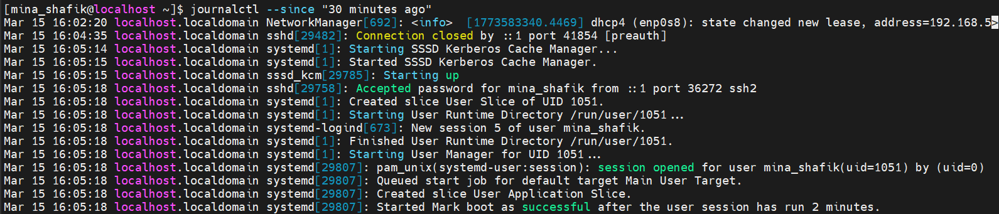 [mina_shafik@localhost ~]$ journalctl --since "30 minutes ago"
Mar 15 16:02:20 localhost.localdomain NetworkManager[692]: <info>  [1773583340.4469] dhcp4 (enp0s8): state changed new lease, address=192.168.5>
Mar 15 16:04:35 localhost.localdomain sshd[29482]: Connection closed by ::1 port 41854 [preauth]
Mar 15 16:05:14 localhost.localdomain systemd[1]: Starting SSSD Kerberos Cache Manager...
Mar 15 16:05:15 localhost.localdomain systemd[1]: Started SSSD Kerberos Cache Manager.
Mar 15 16:05:15 localhost.localdomain sssd_kcm[29785]: Starting up
Mar 15 16:05:18 localhost.localdomain sshd[29758]: Accepted password for mina_shafik from ::1 port 36272 ssh2
Mar 15 16:05:18 localhost.localdomain systemd[1]: Created slice User Slice of UID 1051.
Mar 15 16:05:18 localhost.localdomain systemd[1]: Starting User Runtime Directory /run/user/1051...
Mar 15 16:05:18 localhost.localdomain systemd-logind[673]: New session 5 of user mina_shafik.
Mar 15 16:05:18 localhost.localdomain systemd[1]: Finished User Runtime Directory /run/user/1051.
Mar 15 16:05:18 localhost.localdomain systemd[1]: Starting User Manager for UID 1051...
Mar 15 16:05:18 localhost.localdomain systemd[29807]: pam_unix(systemd-user:session): session opened for user mina_shafik(uid=1051) by (uid=0)
Mar 15 16:05:18 localhost.localdomain systemd[29807]: Queued start job for default target Main User Target.
Mar 15 16:05:18 localhost.localdomain systemd[29807]: Created slice User Application Slice.
Mar 15 16:05:18 localhost.localdomain systemd[29807]: Started Mark boot as successful after the user session has run 2 minutes.